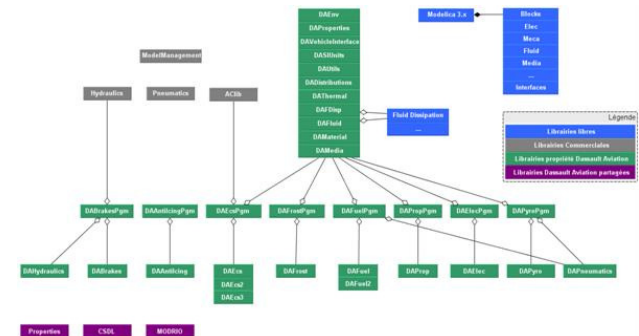 DAEnv
DAProperties
DAVehicleInterface
DASIUnits
DAUtils
DADistributions
DAThermal
DAFDisp
DAFluid
DAMaterial
DAMedia
Modelica 3.x
Blocks
Elec
Meca
Fluid
Media
...
Interfaces
ModelManagement
Hydraulics
Pneumatics
AClib
Fluid Dissipation
...
Légende
Librairies libres
Librairies Commerciales
Librairies propriété Dassault Aviation
Librairies Dassault Aviation partagées
DABrakesPgm
DAAntiIcingPgm
DAEcsPgm
DAFrontPgm
DAFuelPgm
DAPropPgm
DAElecPgm
DAPyroPgm
DAHydraulics
DABrakes
DAAntiIcing
DAEcs
DAEcs2
DAEcs3
DAFront
DAFuel
DAFuel2
DAPrep
DAElec
DAPyro
DAPneumatics
Properties
CSDL
MODRIO